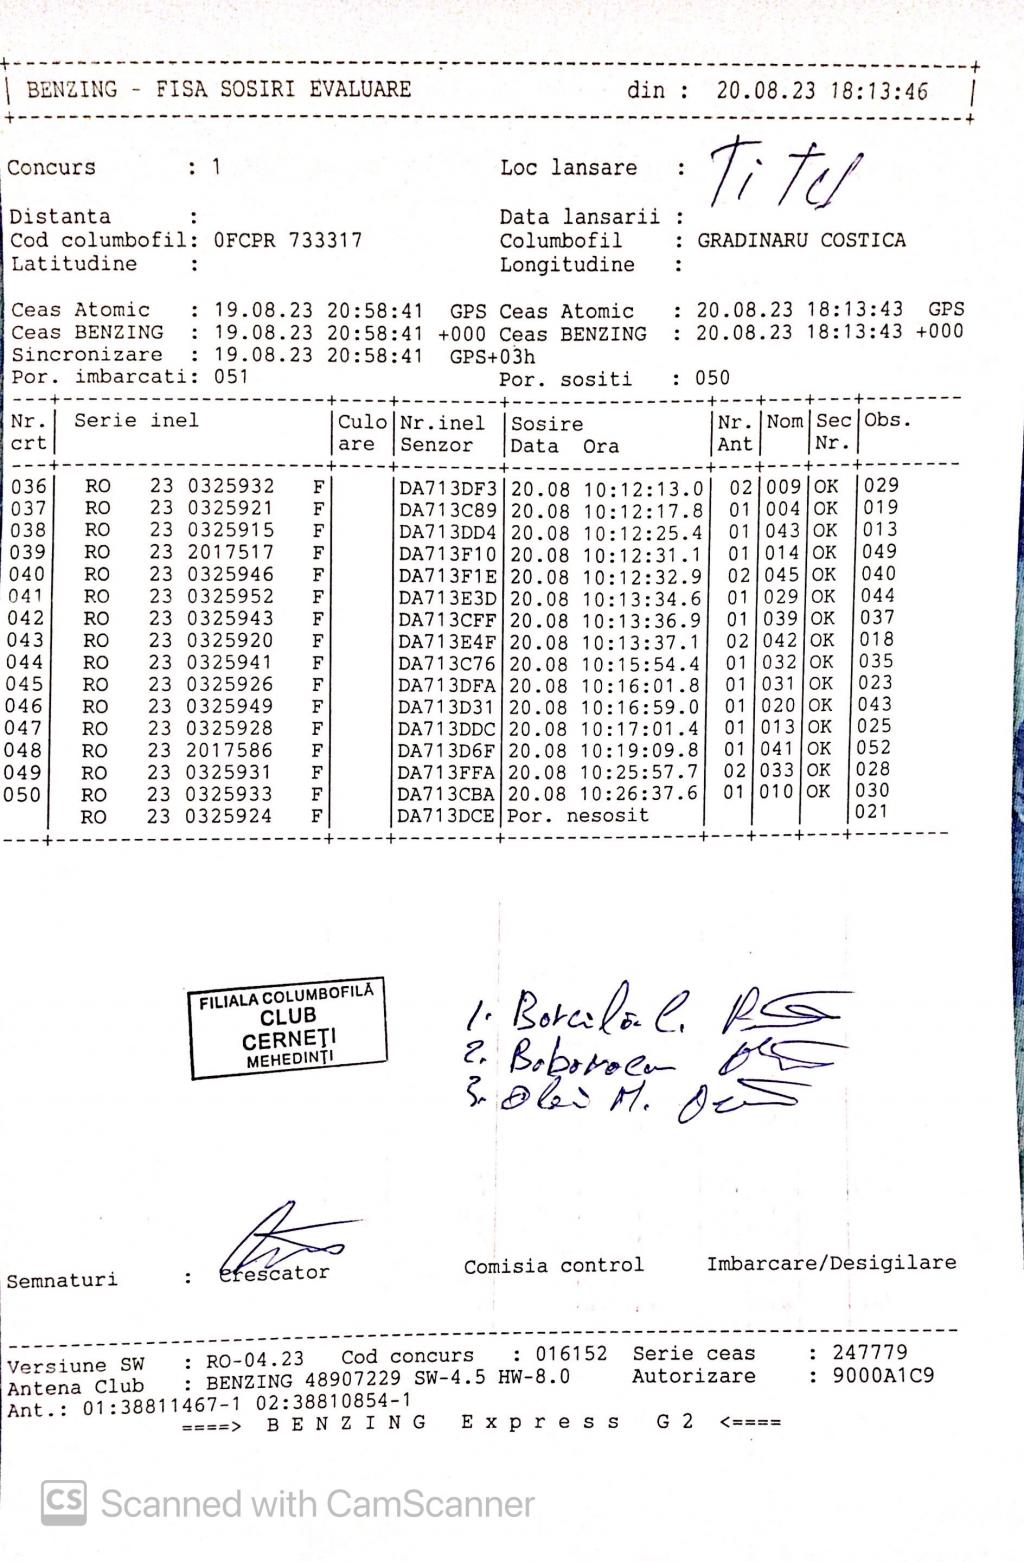 BENZING - FISA SOSIRI EVALUARE din : 20.08.23 18:13:46
Concurs : 1 Loc lansare : Titel
Distanta : Data lansarii :
Cod columbofil: 0FCPR 733317 Columbofil : GRADINARU COSTICA
Latitudine : Longitudine :
Ceas Atomic : 19.08.23 20:58:41 GPS Ceas Atomic : 20.08.23 18:13:43 GPS
Ceas BENZING : 19.08.23 20:58:41 +000 Ceas BENZING : 20.08.23 18:13:43 +000
Sincronizare : 19.08.23 20:58:41 GPS+03h
Por. imbarcati: 051 Por. sositi : 050
Nr. Serie inel Culo Nr.inel Sosire Nr. Nom Sec Obs.
crt are Senzor Data Ora Ant Nr.
036 RO 23 0325932 F DA713DF3 20.08 10:12:13.0 02 009 OK 029
037 RO 23 0325921 F DA713C89 20.08 10:12:17.8 01 004 OK 019
038 RO 23 0325915 F DA713DD4 20.08 10:12:25.4 01 043 OK 013
039 RO 23 2017517 F DA713F10 20.08 10:12:31.1 01 014 OK 049
040 RO 23 0325946 F DA713F1E 20.08 10:12:32.9 02 045 OK 040
041 RO 23 0325952 F DA713E3D 20.08 10:13:34.6 01 029 OK 044
042 RO 23 0325943 F DA713CFF 20.08 10:13:36.9 01 039 OK 037
043 RO 23 0325920 F DA713E4F 20.08 10:13:37.1 02 042 OK 018
044 RO 23 0325941 F DA713C76 20.08 10:15:54.4 01 032 OK 035
045 RO 23 0325926 F DA713DFA 20.08 10:16:01.8 01 031 OK 023
046 RO 23 0325949 F DA713D31 20.08 10:16:59.0 01 020 OK 043
047 RO 23 0325928 F DA713DDC 20.08 10:17:01.4 01 013 OK 025
048 RO 23 2017586 F DA713D6F 20.08 10:19:09.8 01 041 OK 052
049 RO 23 0325931 F DA713FFA 20.08 10:25:57.7 02 033 OK 028
050 RO 23 0325933 F DA713CBA 20.08 10:26:37.6 01 010 OK 030
RO 23 0325924 F DA713DCE Por. nesosit 021
FILIALA COLUMBOFILĂ
CLUB
CERNEȚI
MEHEDINȚI
1. Borcilă C.
2.
3. M.
Semnaturi : Crescator Comisia control Imbarcare/Desigilare
Versiune SW : RO-04.23 Cod concurs : 016152 Serie ceas : 247779
Antena Club : BENZING 48907229 SW-4.5 HW-8.0 Autorizare : 9000A1C9
Ant.: 01:38811467-1 02:38810854-1
====> B E N Z I N G E x p r e s s G 2 <====
CS Scanned with CamScanner